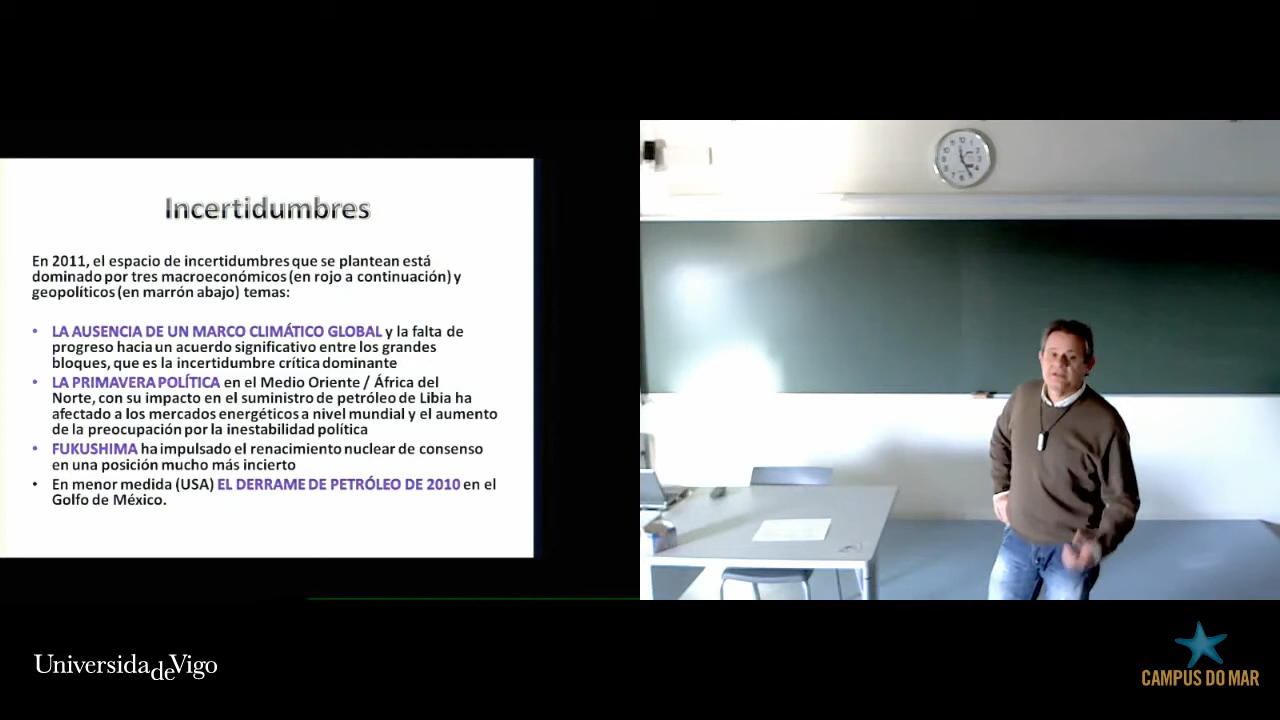 Incertidumbres
En 2011, el espacio de incertidumbres que se plantean está
dominado por tres macroeconómicos (en rojo a continuación) y
geopolíticos (en marrón abajo) temas:
• LA AUSENCIA DE UN MARCO CLIMÁTICO GLOBAL y la falta de
progreso hacia un acuerdo significativo entre los grandes
bloques, que es la incertidumbre crítica dominante
• LA PRIMAVERA POLÍTICA en el Medio Oriente / África del
Norte, con su impacto en el suministro de petróleo de Libia ha
afectado a los mercados energéticos a nivel mundial y el aumento
de la preocupación por la inestabilidad política
• FUKUSHIMA ha impulsado el renacimiento nuclear de consenso
en una posición mucho más incierto
• En menor medida (USA) EL DERRAME DE PETRÓLEO DE 2010 en el
Golfo de México.
Universidade de Vigo
CAMPUS DO MAR